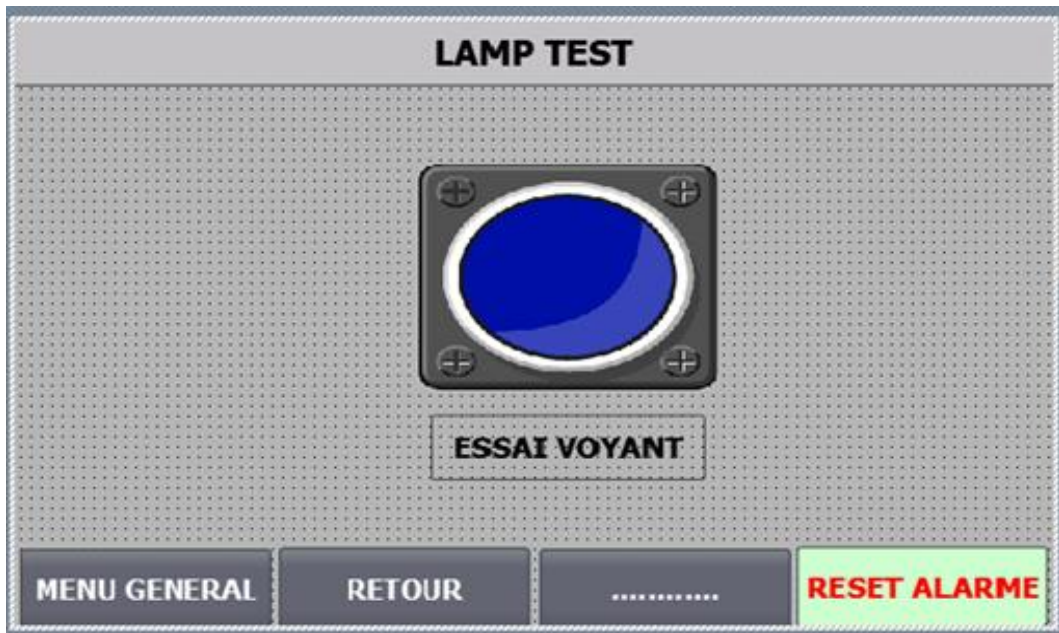 LAMP TEST
ESSAI VOYANT
MENU GENERAL
RETOUR
............
RESET ALARME